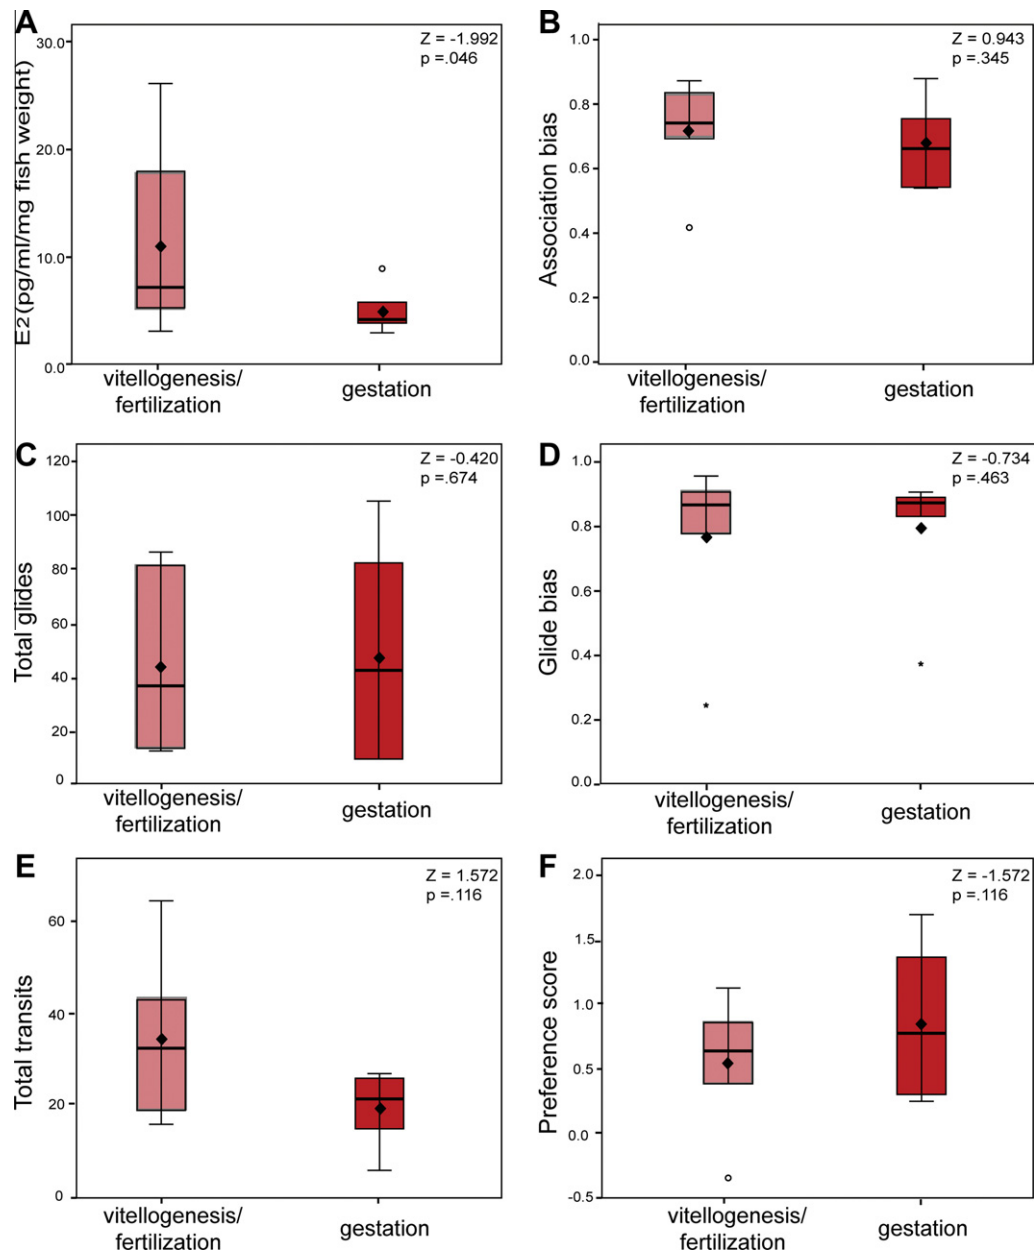 A
Z = -1.992
p =.046
E2(pg/ml/mg fish weight)
30.0
20.0
10.0
0.0
vitellogenesis/
fertilization
gestation
B
Z = 0.943
p =.345
Association bias
1.0
0.8
0.6
0.4
0.2
0.0
vitellogenesis/
fertilization
gestation
C
Z = -0.420
p =.674
Total glides
120
100
80
60
40
20
0
vitellogenesis/
fertilization
gestation
D
Z = -0.734
p =.463
Glide bias
1.0
0.8
0.6
0.4
0.2
0.0
vitellogenesis/
fertilization
gestation
E
Z = 1.572
p =.116
Total transits
60
40
20
0
vitellogenesis/
fertilization
gestation
F
Z = -1.572
p =.116
Preference score
2.0
1.5
1.0
0.5
0.0
-0.5
vitellogenesis/
fertilization
gestation